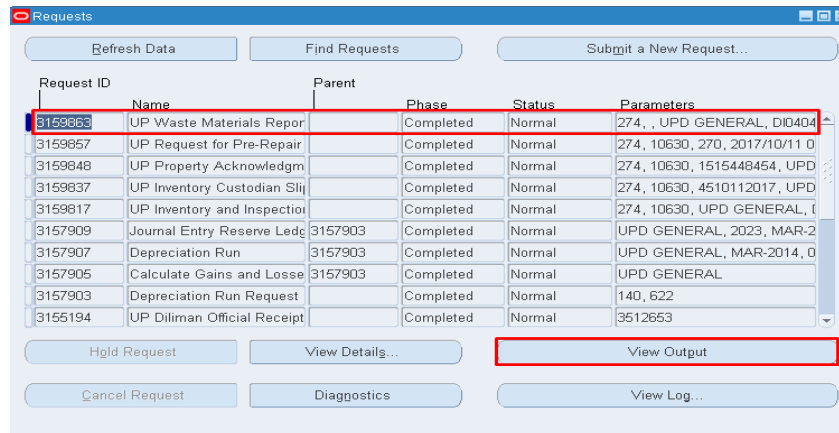 Requests
Refresh Data Find Requests Submit a New Request...
Request ID Parent
Name Phase Status Parameters
3159863 UP Waste Materials Repor Completed Normal 274, , UPD GENERAL, DI0404
3159857 UP Request for Pre-Repair Completed Normal 274, 10630, 270, 2017/10/11 0
3159848 UP Property Acknowledgm Completed Normal 274, 10630, 1515448454, UPD
3159837 UP Inventory Custodian Slip Completed Normal 274, 10630, 4510112017, UPD
3159817 UP Inventory and Inspection Completed Normal 274, 10630, UPD GENERAL, D
3157909 Journal Entry Reserve Ledg 3157903 Completed Normal UPD GENERAL, 2023, MAR-2
3157907 Depreciation Run 3157903 Completed Normal UPD GENERAL, MAR-2014, 0
3157905 Calculate Gains and Losse 3157903 Completed Normal UPD GENERAL
3157903 Depreciation Run Request Completed Normal 140, 622
3155194 UP Diliman Official Receipt Completed Normal 3512653
Hold Request View Details... View Output
Cancel Request Diagnostics View Log...